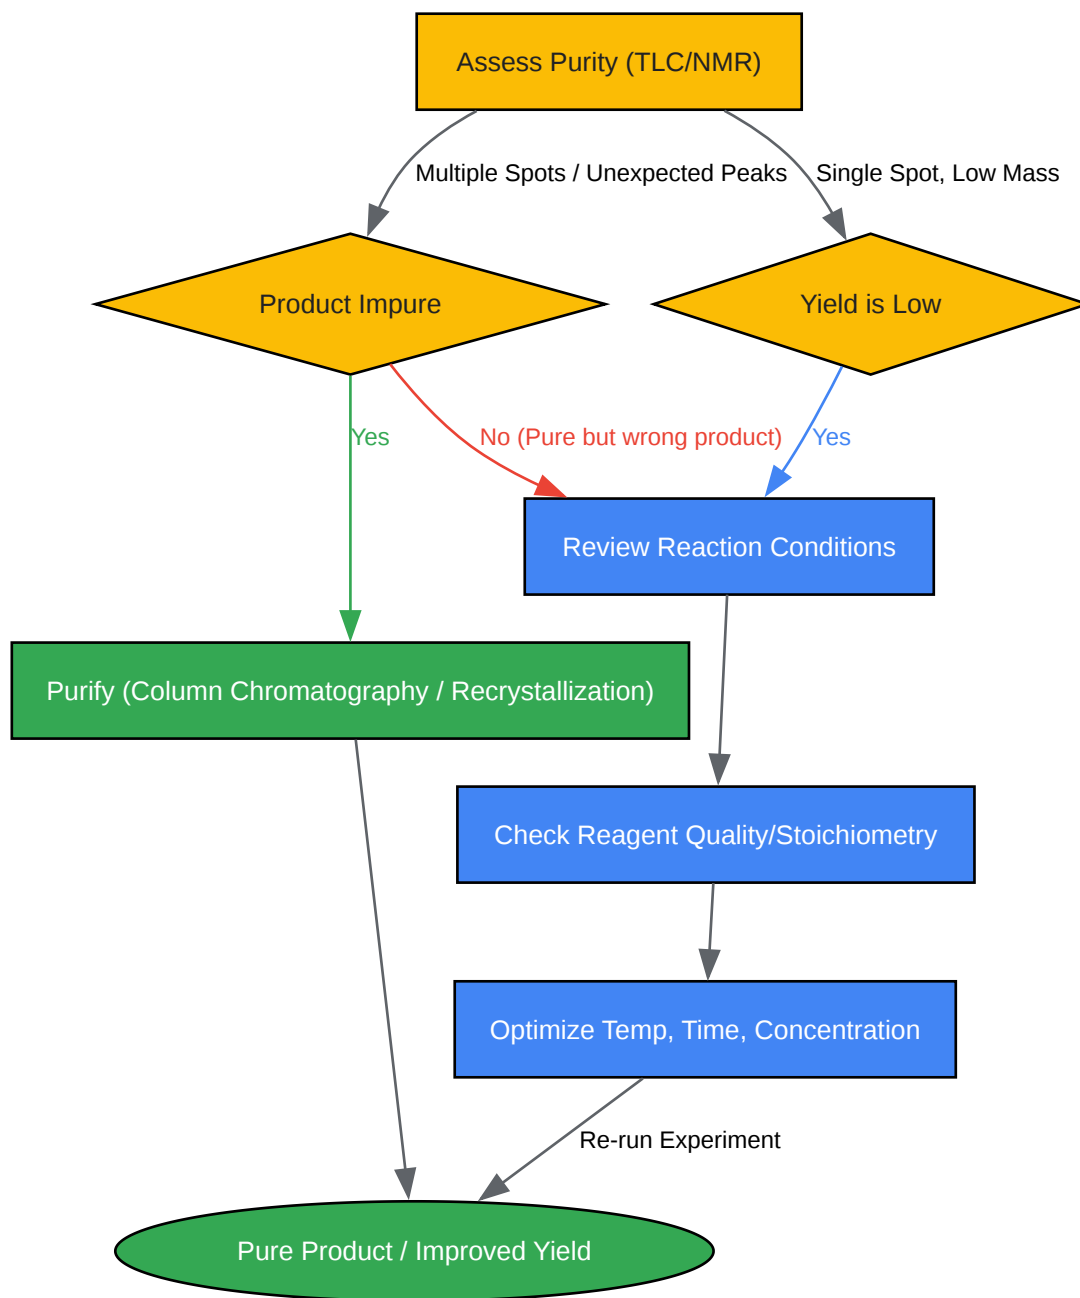 Assess Purity (TLC/NMR)
Multiple Spots / Unexpected Peaks
Single Spot, Low Mass
Product Impure
Yield is Low
Yes
No (Pure but wrong product)
Yes
Review Reaction Conditions
Purify (Column Chromatography / Recrystallization)
Check Reagent Quality/Stoichiometry
Optimize Temp, Time, Concentration
Re-run Experiment
Pure Product / Improved Yield